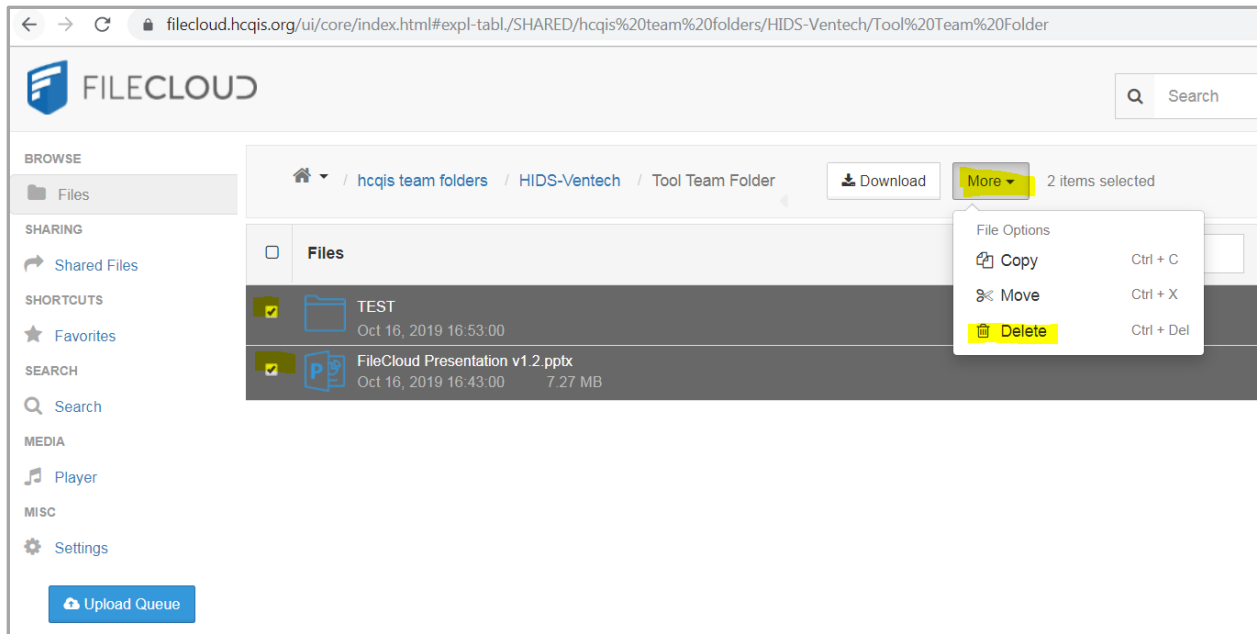 filecloud.hcqis.org/ui/core/index.html#expl-tabl./SHARED/hcqis%20team%20folders/HIDS-Ventech/Tool%20Team%20Folder
FILECLOUD
Search
BROWSE
Files
SHARING
Shared Files
SHORTCUTS
Favorites
SEARCH
Search
MEDIA
Player
MISC
Settings
Upload Queue
/ hcqis team folders / HIDS-Ventech / Tool Team Folder
Download
More
2 items selected
File Options
Copy Ctrl + C
Move Ctrl + X
Delete Ctrl + Del
Files
TEST
Oct 16, 2019 16:53:00
FileCloud Presentation v1.2.pptx
Oct 16, 2019 16:43:00 7.27 MB